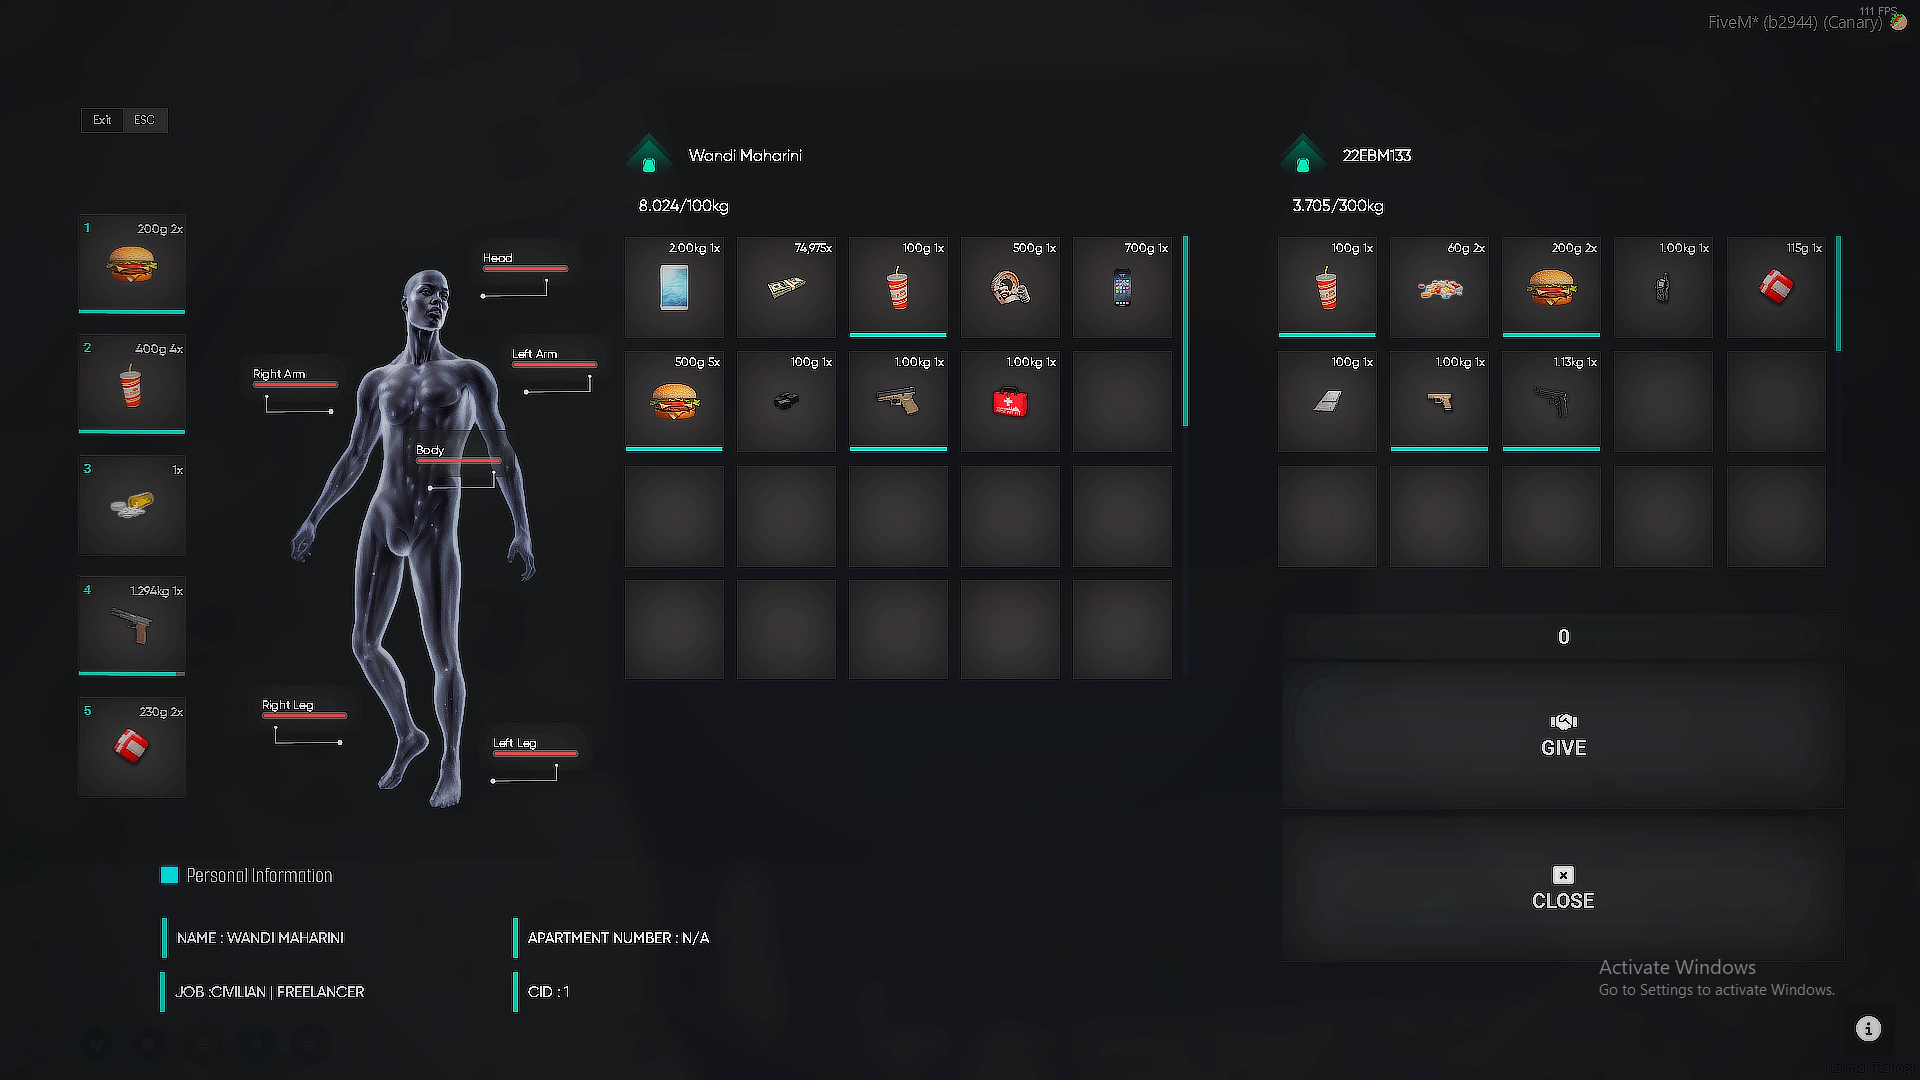 111 FPS
FiveM* (b2944) (Canary)
Exit ESC
Wandi Maharini
8.024/100kg
22EBM133
3.705/300kg
1 200g 2x
2 400g 4x
3 1x
4 1.294kg 1x
5 230g 2x
Head
Left Arm
Right Arm
Body
Right Leg
Left Leg
2.00kg 1x
74,975x
100g 1x
500g 1x
700g 1x
500g 5x
100g 1x
1.00kg 1x
1.00kg 1x
100g 1x
60g 2x
200g 2x
1.00kg 1x
115g 1x
100g 1x
1.00kg 1x
1.13kg 1x
0
GIVE
CLOSE
Personal Information
NAME : WANDI MAHARINI
APARTMENT NUMBER : N/A
JOB :CIVILIAN | FREELANCER
CID : 1
Activate Windows
Go to Settings to activate Windows.